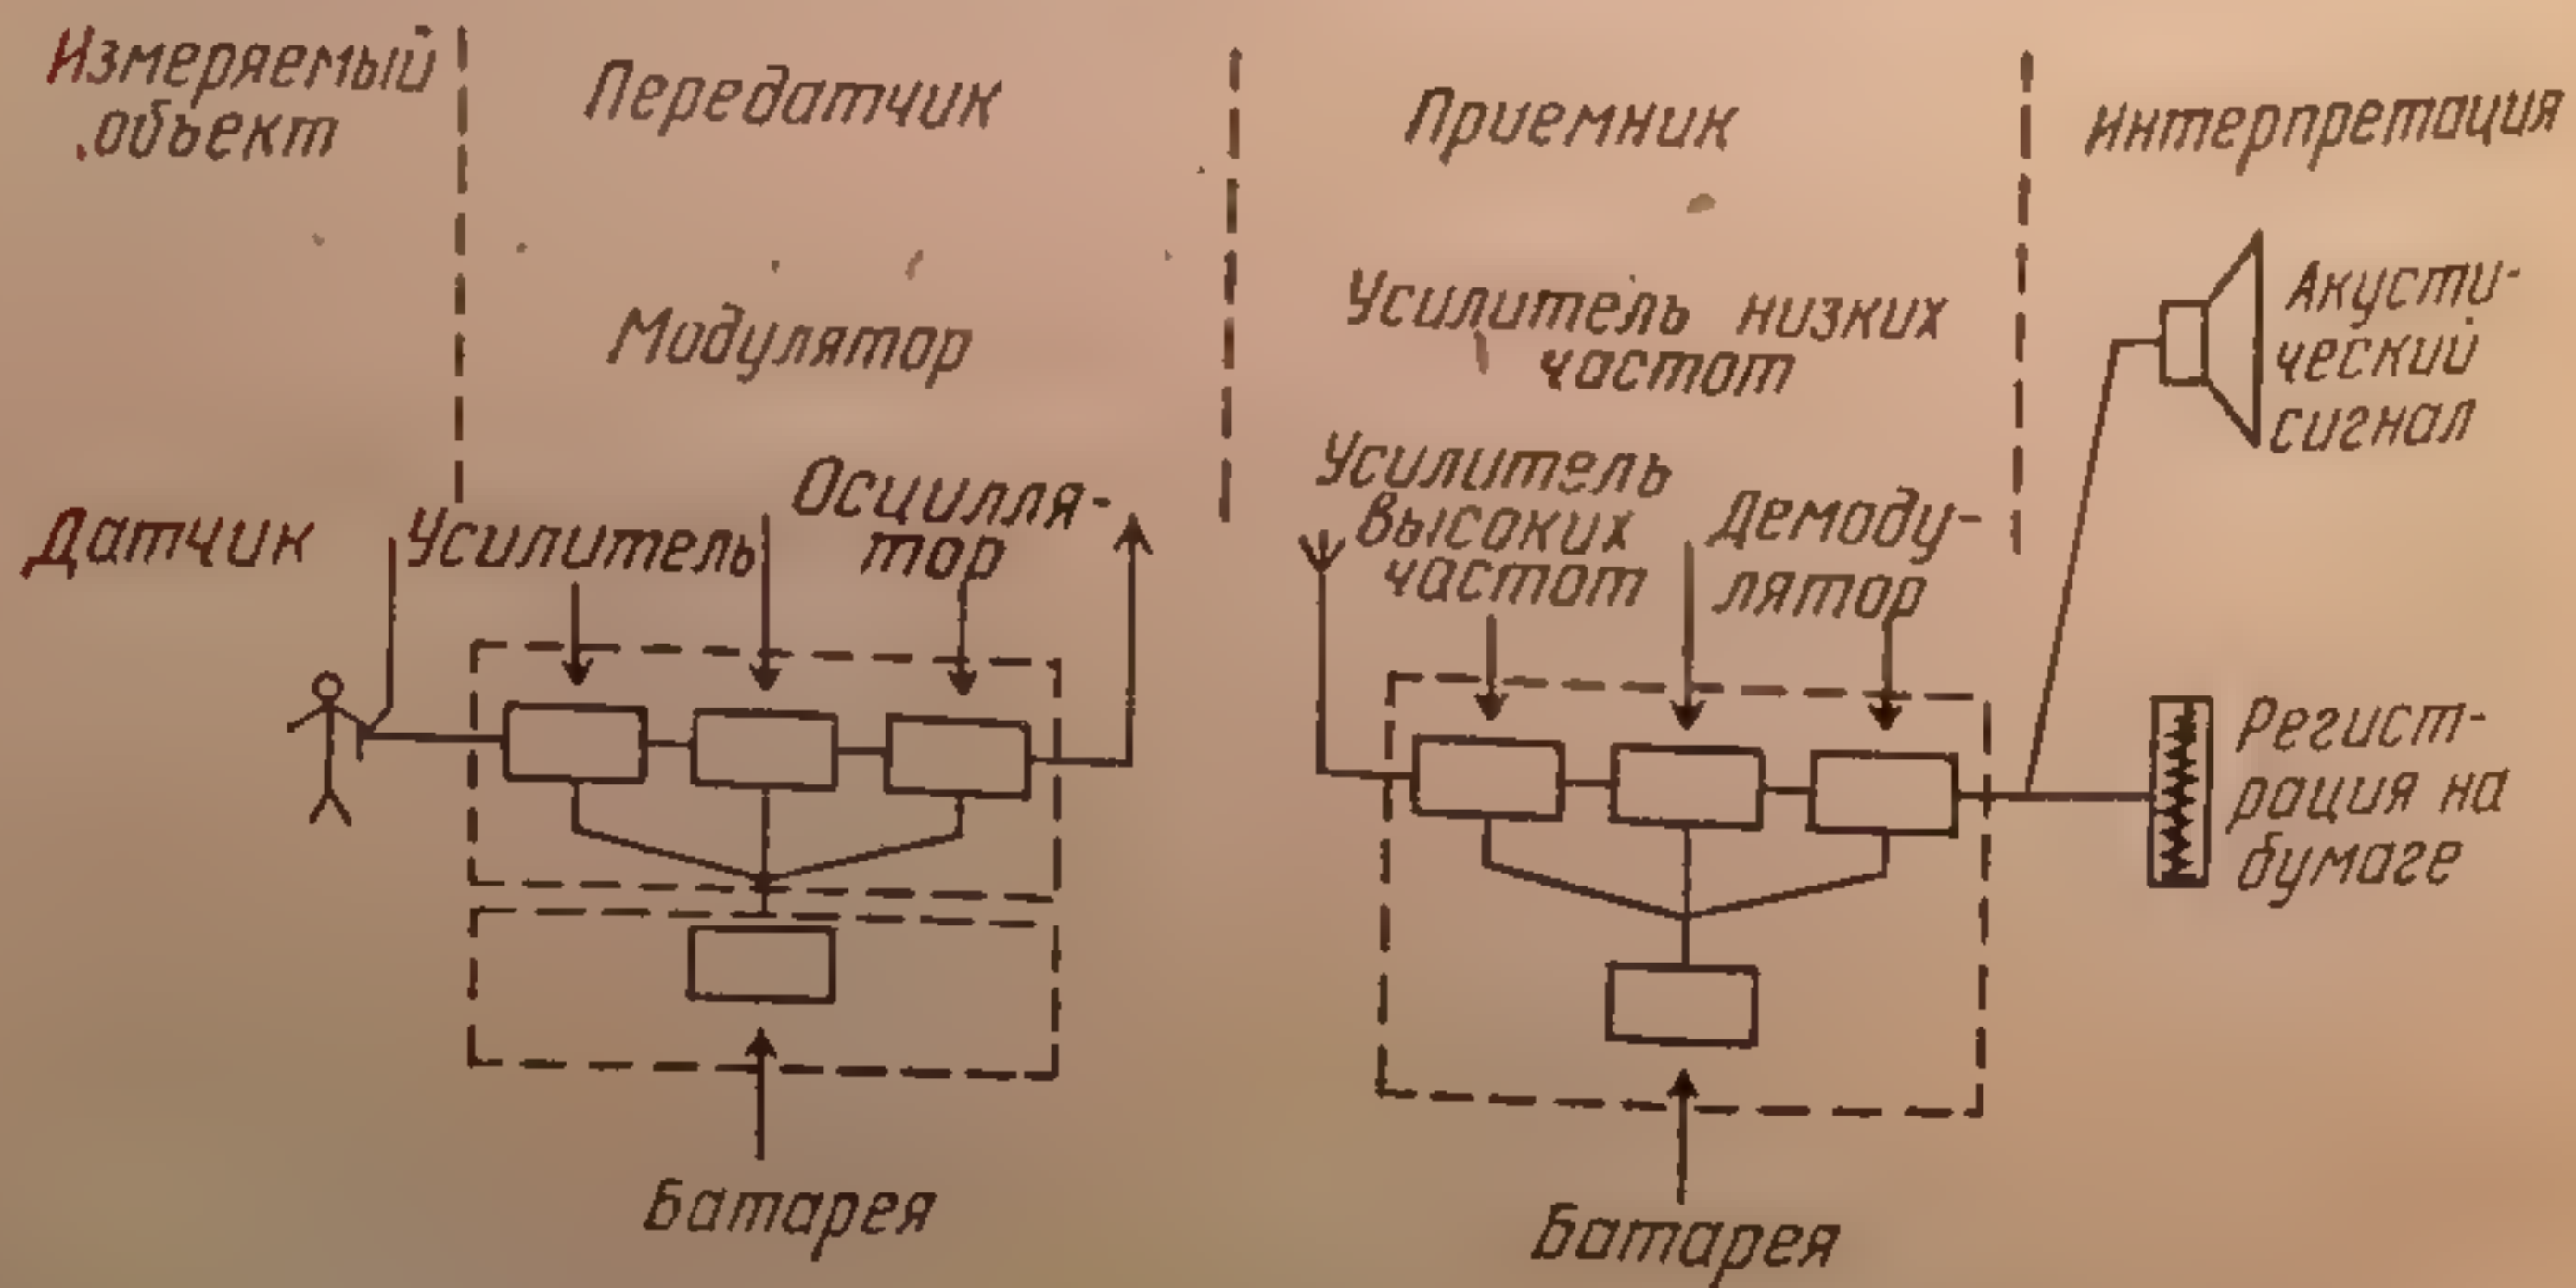 Измеряемый
объект
Передатчик
Приемник
Интерпретация
Модулятор
Усилитель низких
частот
Акусти-
ческий
сигнал
Датчик
Усилитель
Осцилля-
тор
Усилитель
высоких
частот
Демоду-
лятор
Регист-
рация на
бумаге
Батарея
Батарея